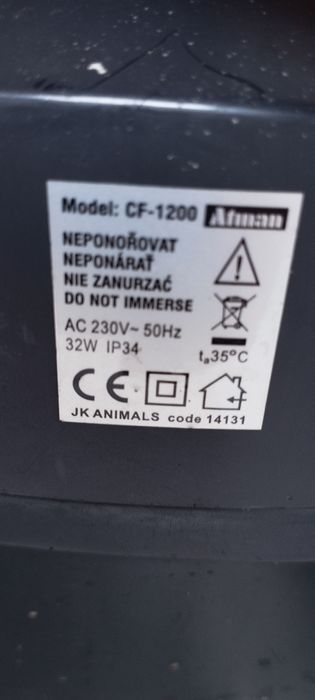 Model: CF-1200 Atman
NEPONOŘOVAT
NEPONÁRAŤ
NIE ZANURZAĆ
DO NOT IMMERSE
AC 230V~ 50Hz
32W IP34
ta35°C
CE
JK ANIMALS code 14131